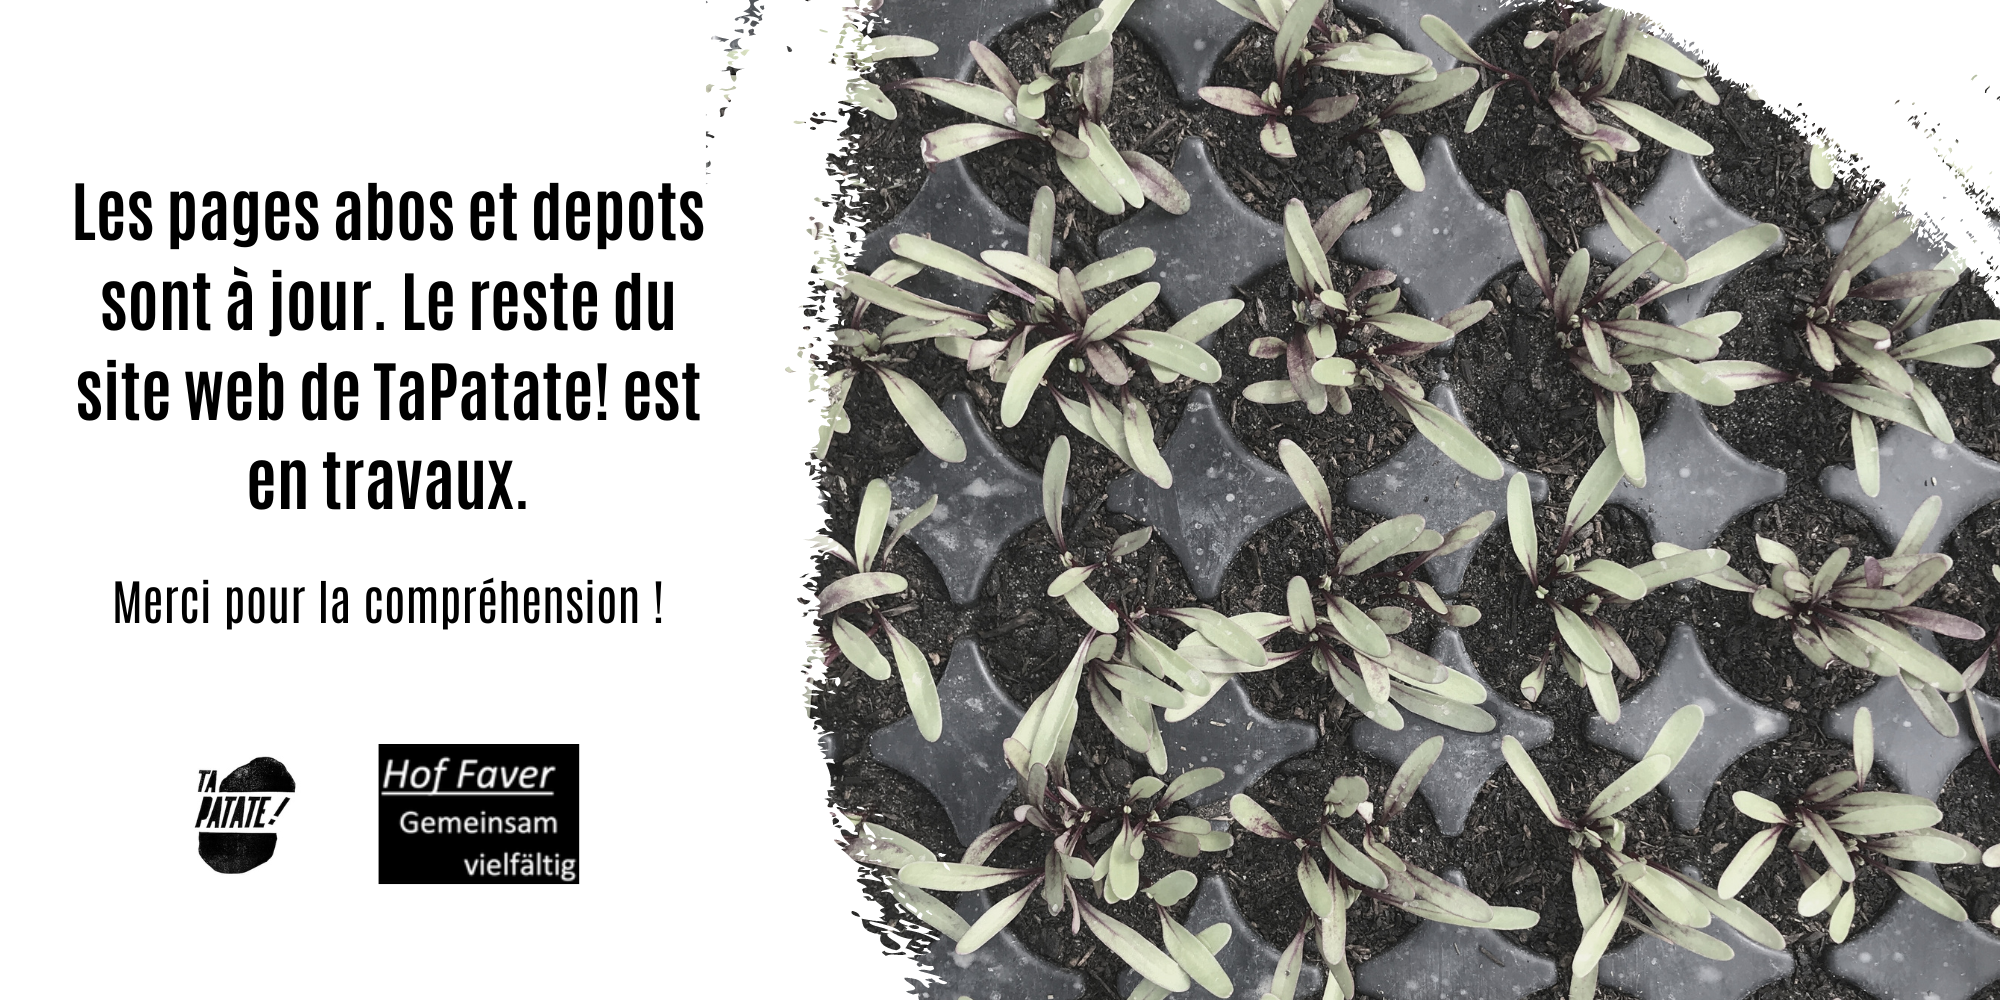 Les pages abos et depots
sont à jour. Le reste du
site web de TaPatate! est
en travaux.
Merci pour la compréhension !
TA
PATATE!
Hof Faver
Gemeinsam
vielfältig